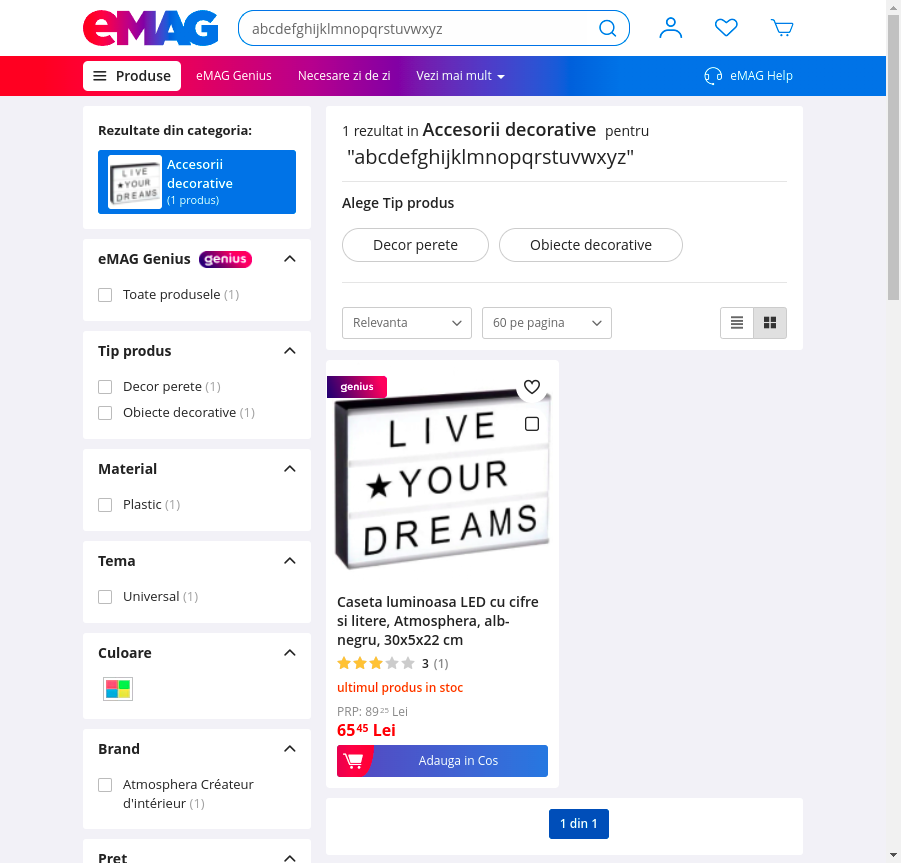 eMAG
abcdefghijklmnopqrstuvwxyz
Produse
eMAG Genius
Necesare zi de zi
Vezi mai mult
eMAG Help
Rezultate din categoria:
LIVE
★YOUR
DREAMS
Accesorii
decorative
(1 produs)
eMAG Genius genius
Toate produsele (1)
Tip produs
Decor perete (1)
Obiecte decorative (1)
Material
Plastic (1)
Tema
Universal (1)
Culoare
Brand
Atmosphera Créateur
d'intérieur (1)
Pret
1 rezultat in Accesorii decorative pentru
"abcdefghijklmnopqrstuvwxyz"
Alege Tip produs
Decor perete
Obiecte decorative
Relevanta
60 pe pagina
genius
LIVE
★YOUR
DREAMS
Caseta luminoasa LED cu cifre
si litere, Atmosphera, alb-
negru, 30x5x22 cm
3 (1)
ultimul produs in stoc
PRP: 89²⁵ Lei
65⁴⁵ Lei
Adauga in Cos
1 din 1